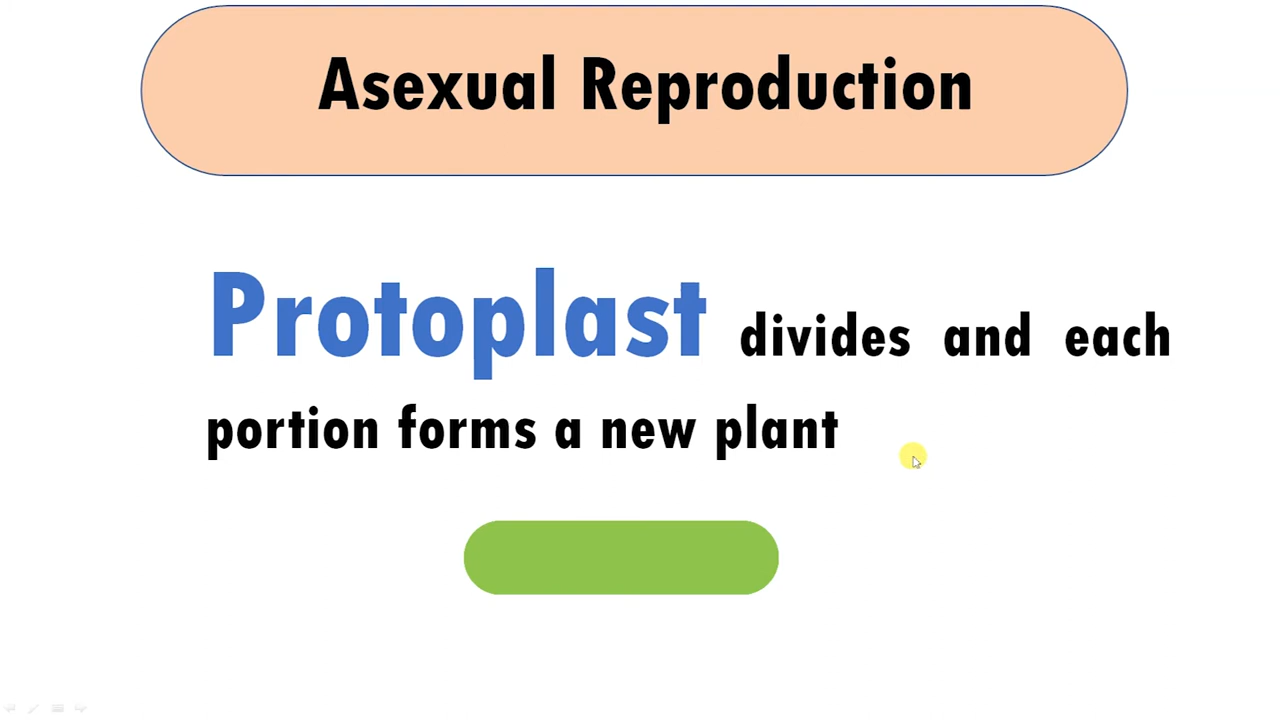 Asexual Reproduction
Protoplast divides and each
portion forms a new plant